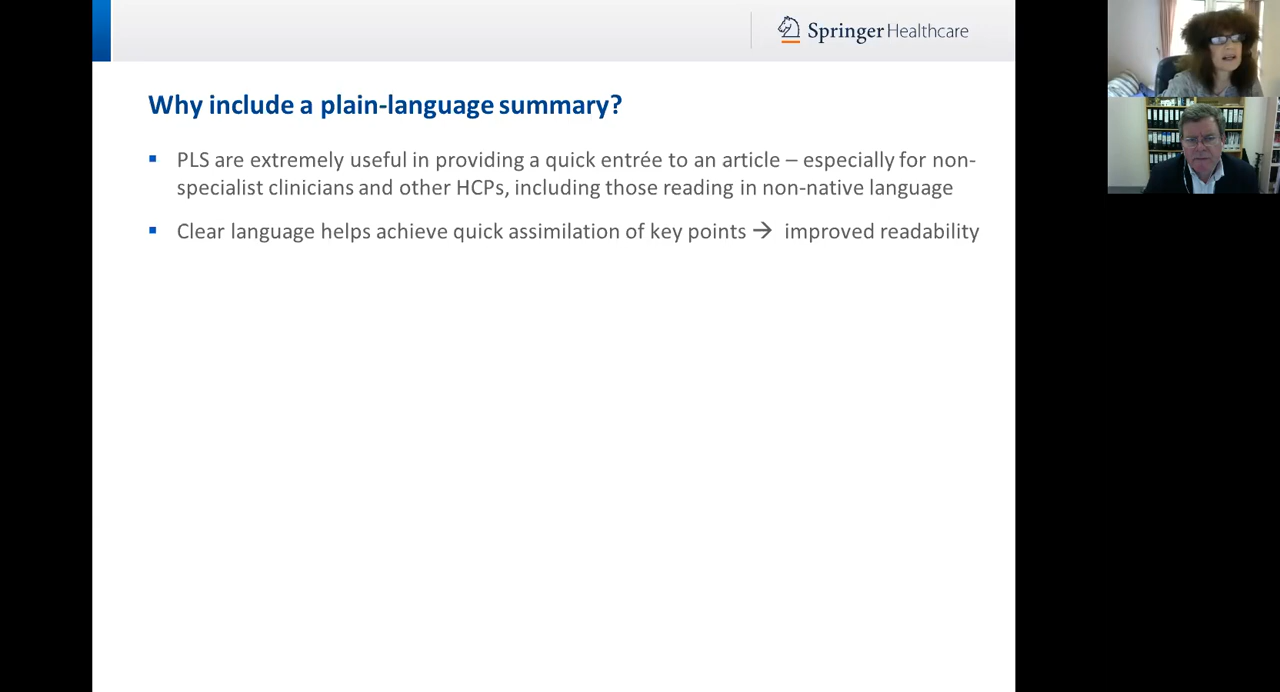 Springer Healthcare
Why include a plain-language summary?
▪ PLS are extremely useful in providing a quick entrée to an article – especially for non-
specialist clinicians and other HCPs, including those reading in non-native language
▪ Clear language helps achieve quick assimilation of key points → improved readability